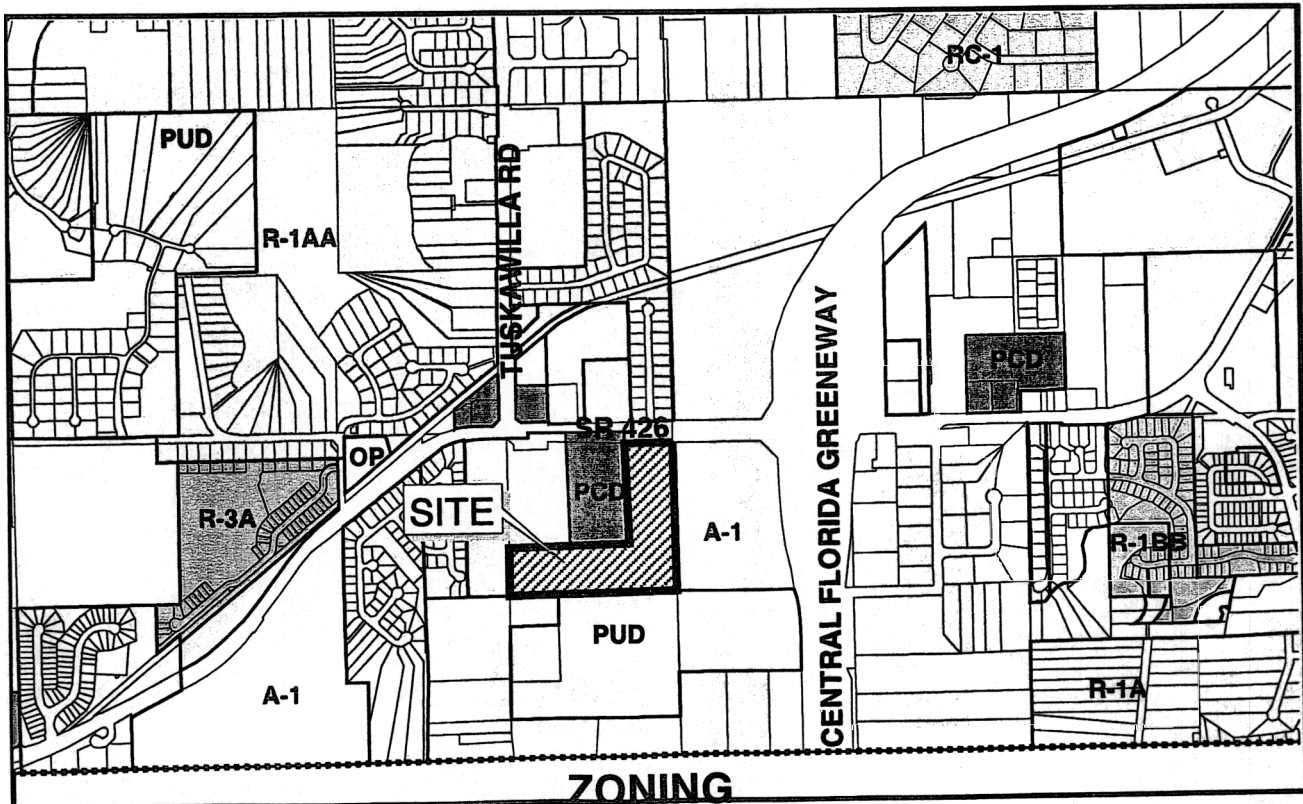 RC-1
PUD
TUSKAWILLA RD
R-1AA
CENTRAL FLORIDA GREENEWAY
PCD
SR 426
OP
PCD
SITE
R-3A
A-1
R-1BB
PUD
A-1
R-1A
ZONING